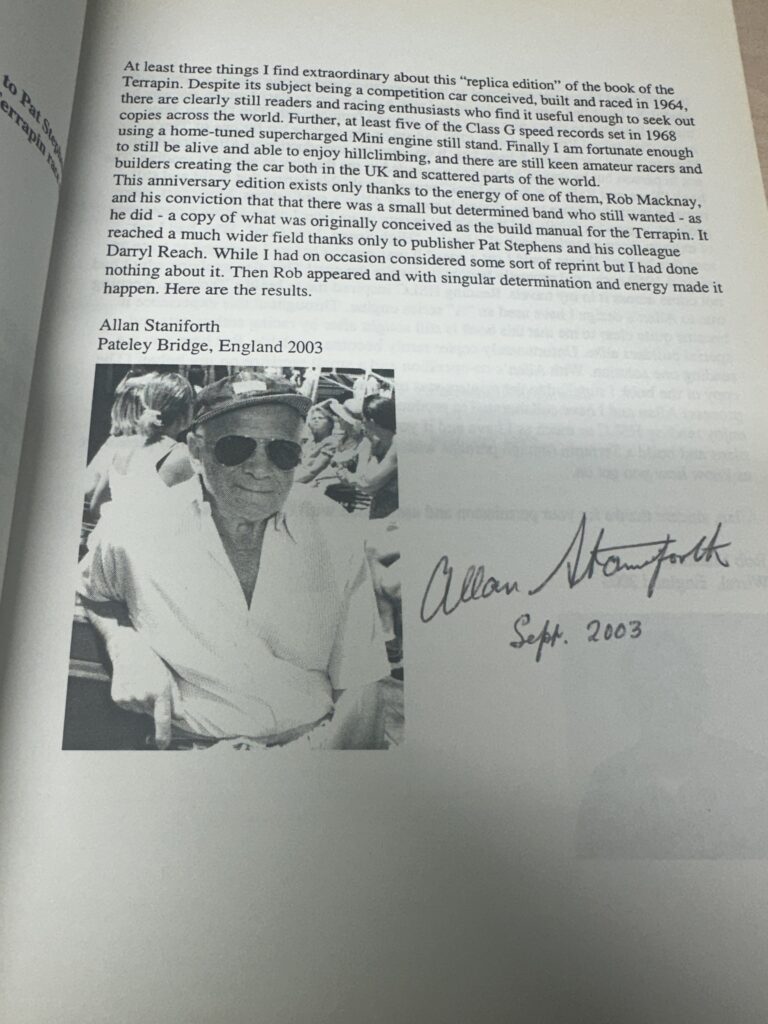 to Pat Steph
Terrapin
At least three things I find extraordinary about this “replica edition” of the book of the
Terrapin. Despite its subject being a competition car conceived, built and raced in 1964,
there are clearly still readers and racing enthusiasts who find it useful enough to seek out
copies across the world. Further, at least five of the Class G speed records set in 1968
using a home-tuned supercharged Mini engine still stand. Finally I am fortunate enough
to still be alive and able to enjoy hillclimbing, and there are still keen amateur racers and
builders creating the car both in the UK and scattered parts of the world.
This anniversary edition exists only thanks to the energy of one of them, Rob Macknay,
and his conviction that that there was a small but determined band who still wanted - as
he did - a copy of what was originally conceived as the build manual for the Terrapin. It
reached a much wider field thanks only to publisher Pat Stephens and his colleague
Darryl Reach. While I had on occasion considered some sort of reprint but I had done
nothing about it. Then Rob appeared and with singular determination and energy made it
happen. Here are the results.
Allan Staniforth
Pateley Bridge, England 2003
Allan Staniforth
Sept. 2003